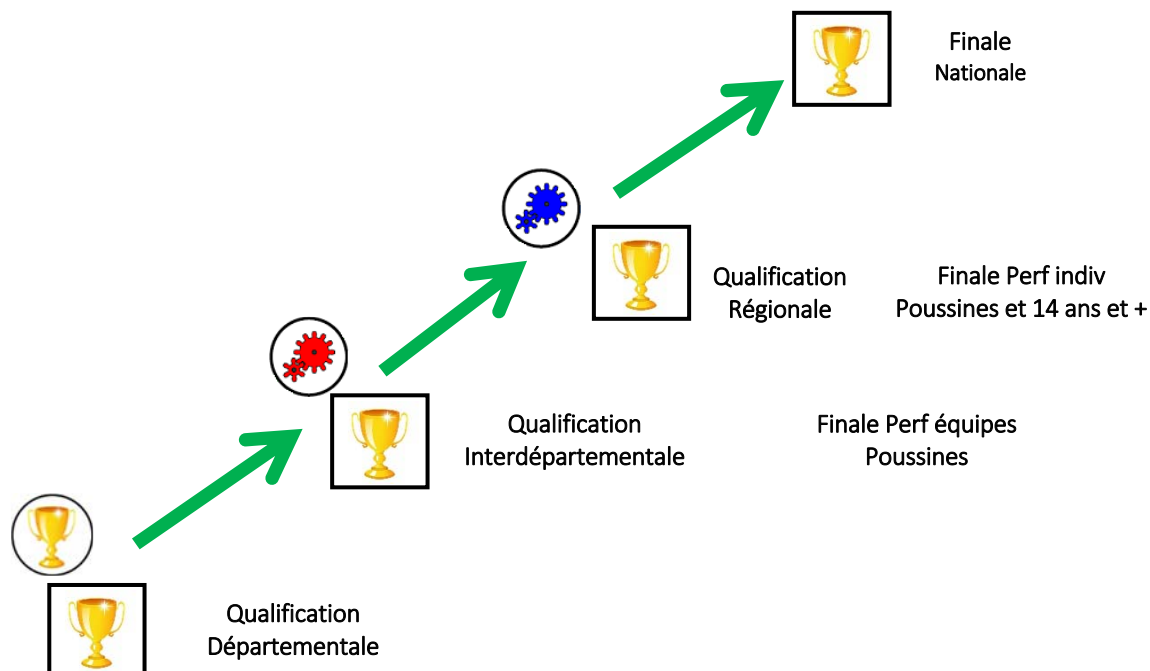 Finale
Nationale
Qualification
Régionale
Finale Perf indiv
Poussines et 14 ans et +
Qualification
Interdépartementale
Finale Perf équipes
Poussines
Qualification
Départementale